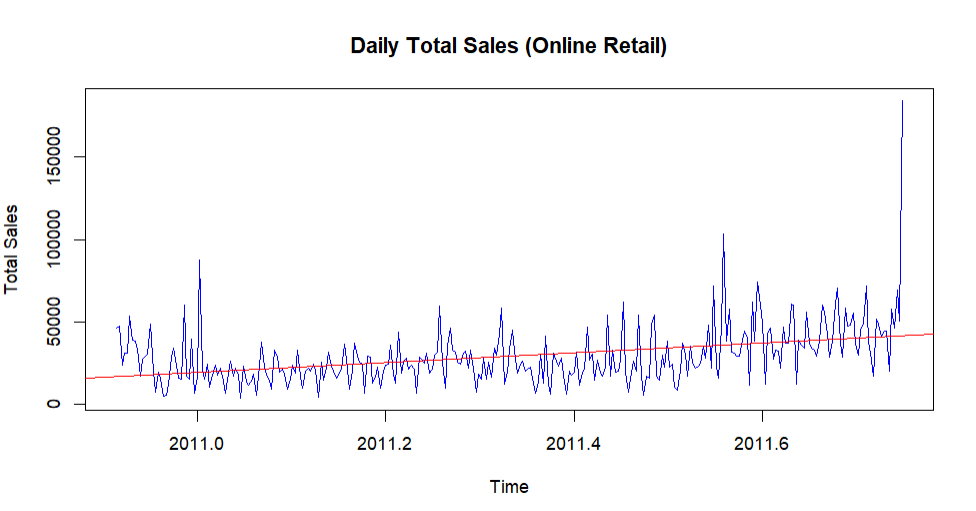 Daily Total Sales (Online Retail)
Total Sales
150000
100000
50000
0
2011.0 2011.2 2011.4 2011.6
Time